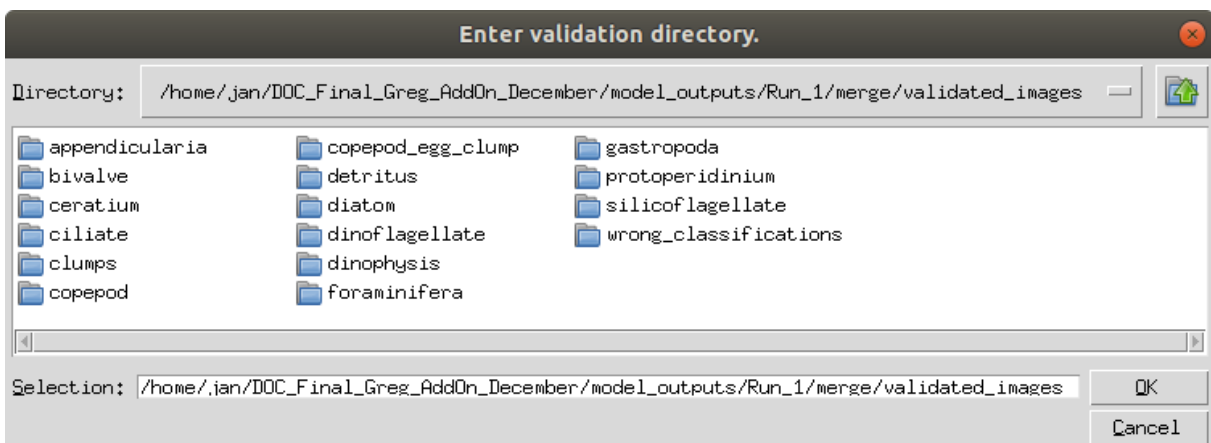 Enter validation directory.
Directory: /home/jan/DOC_Final_Greg_AddOn_December/model_outputs/Run_1/merge/validated_images
appendicularia
bivalve
ceratium
ciliate
clumps
copepod
copepod_egg_clump
detritus
diatom
dinoflagellate
dinophysis
foraminifera
gastropoda
protoperidinium
silicoflagellate
wrong_classifications
Selection: /home/jan/DOC_Final_Greg_AddOn_December/model_outputs/Run_1/merge/validated_images
OK
Cancel